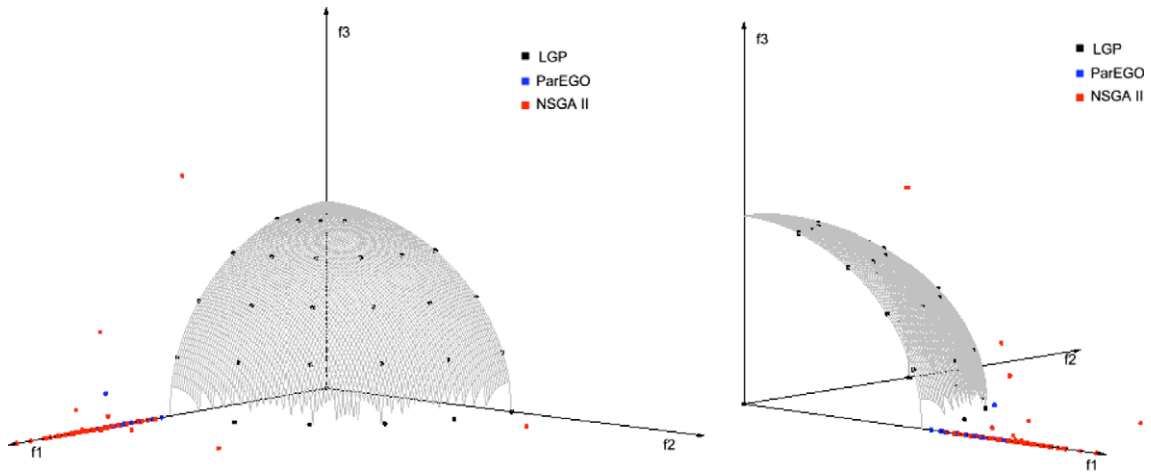 f3
LGP
ParEGO
NSGA II
f1
f2
f3
LGP
ParEGO
NSGA II
f2
f1